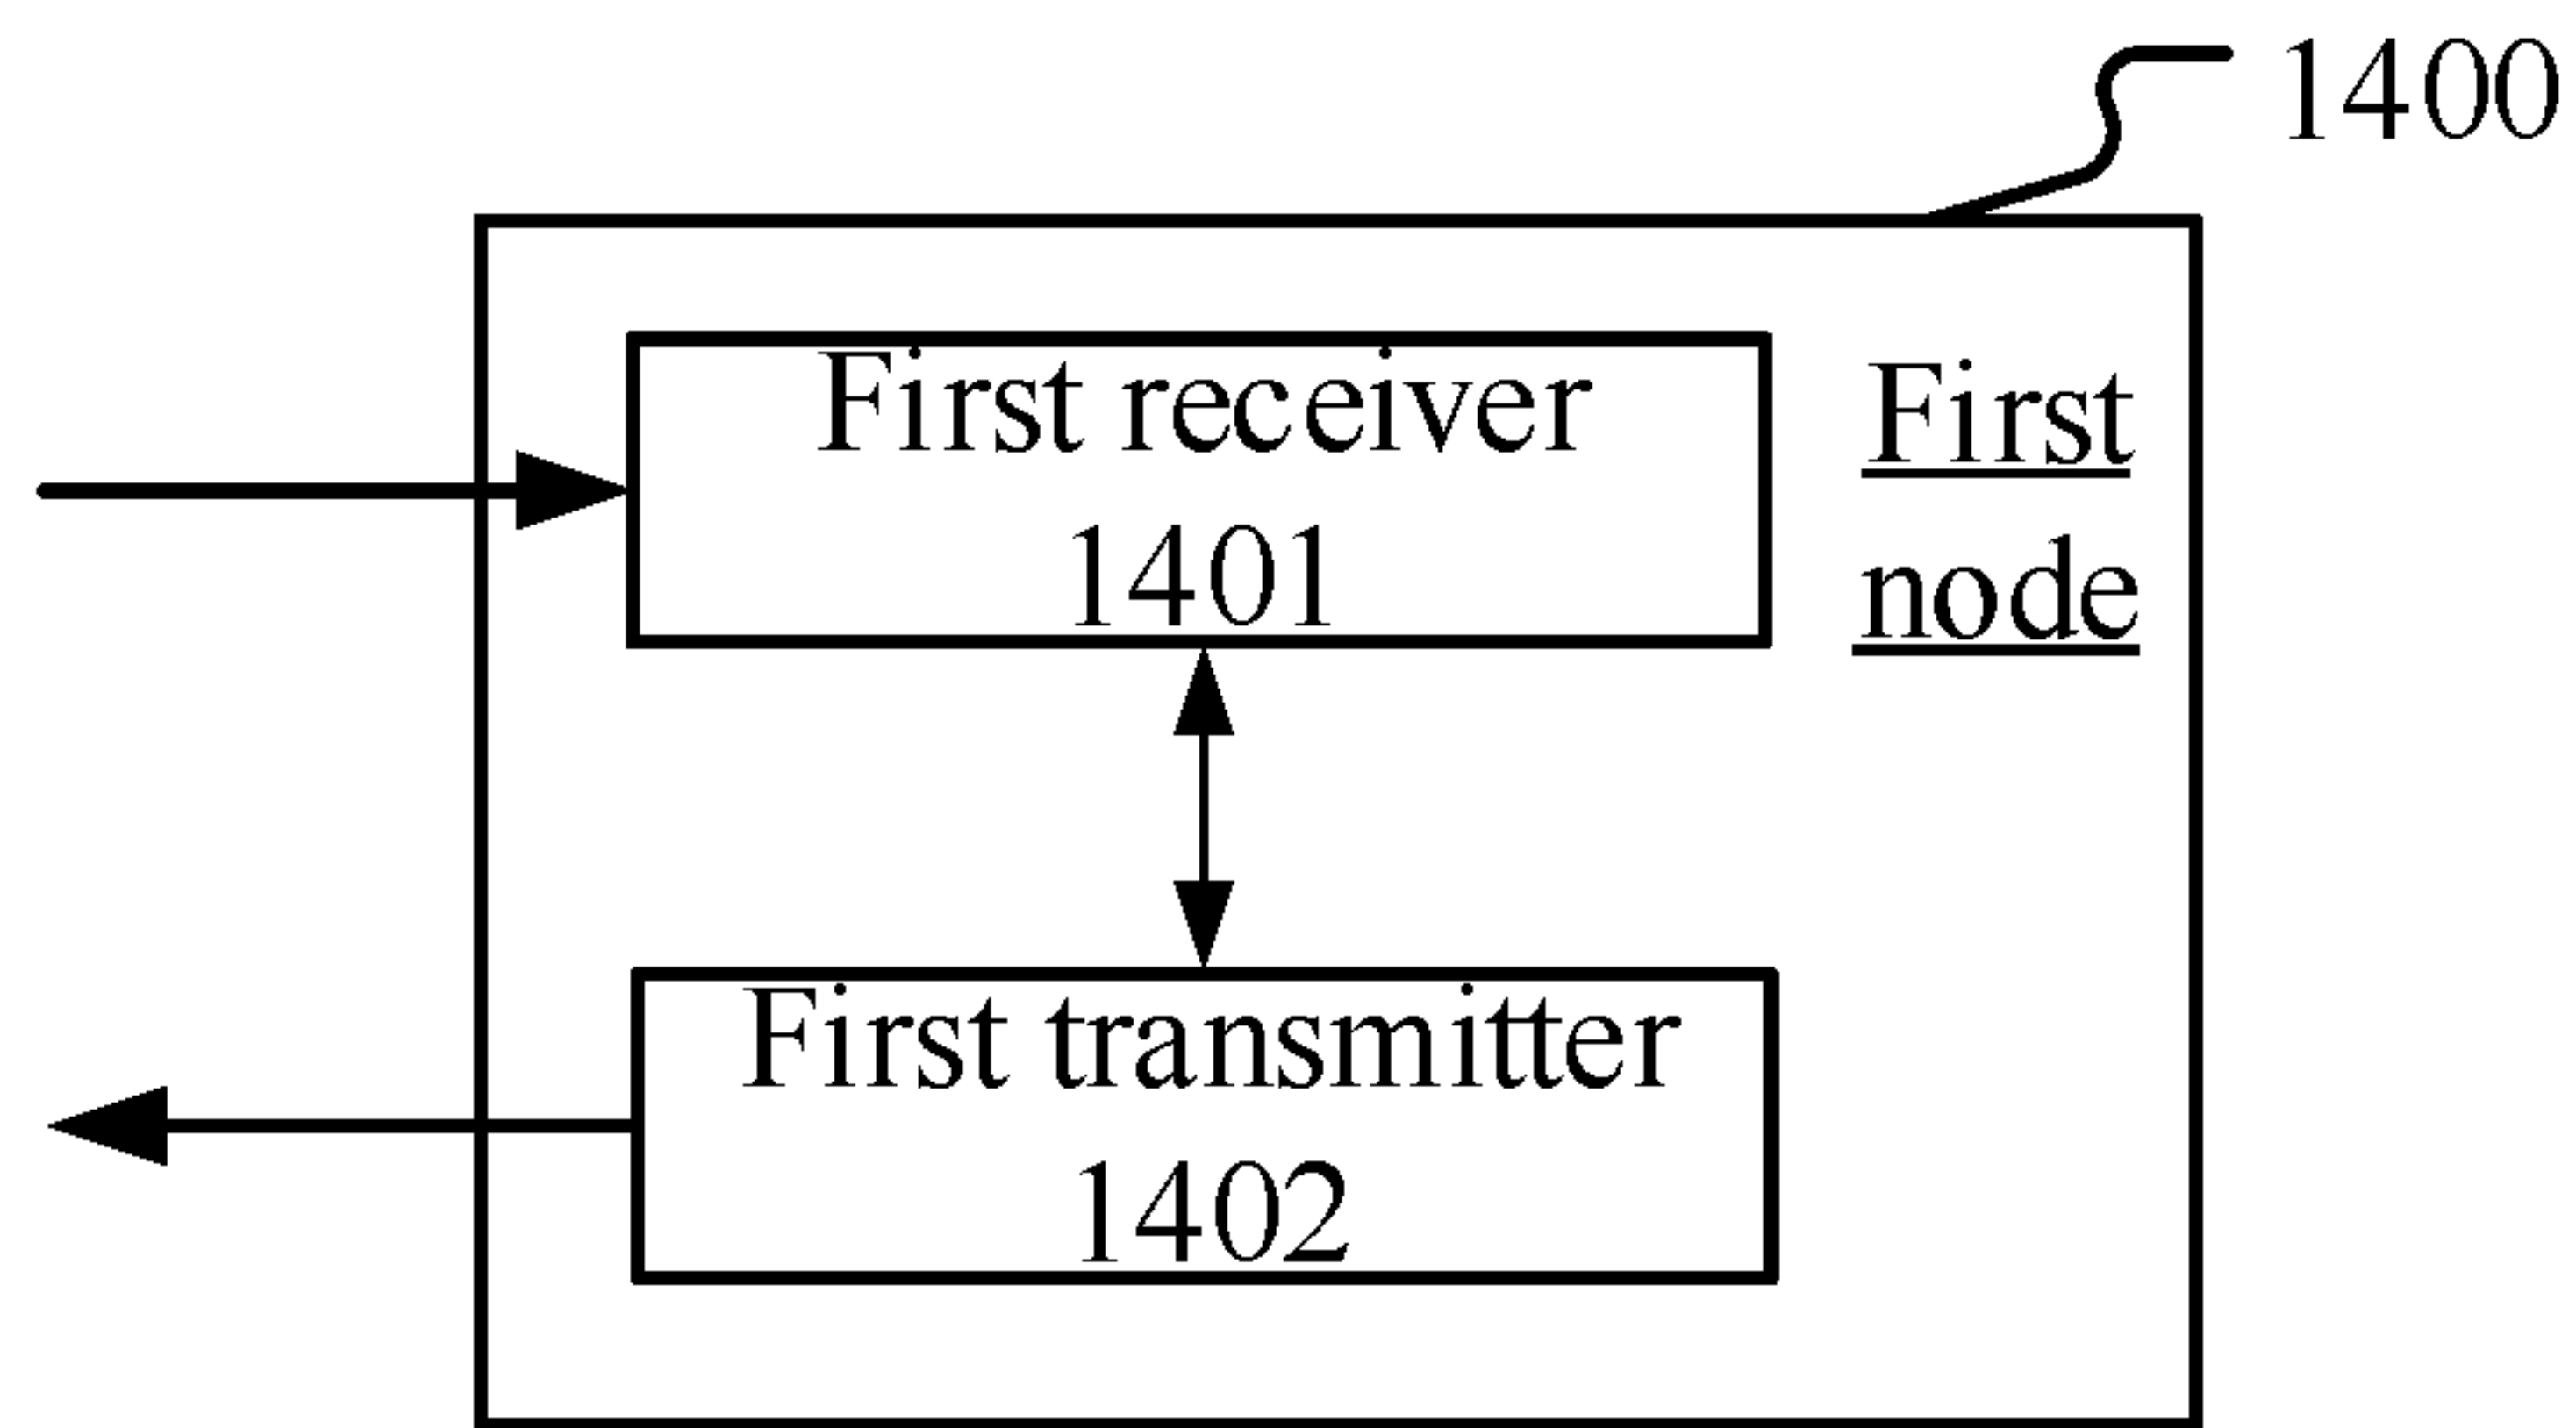 1400
First receiver
1401
First
node
First transmitter
1402